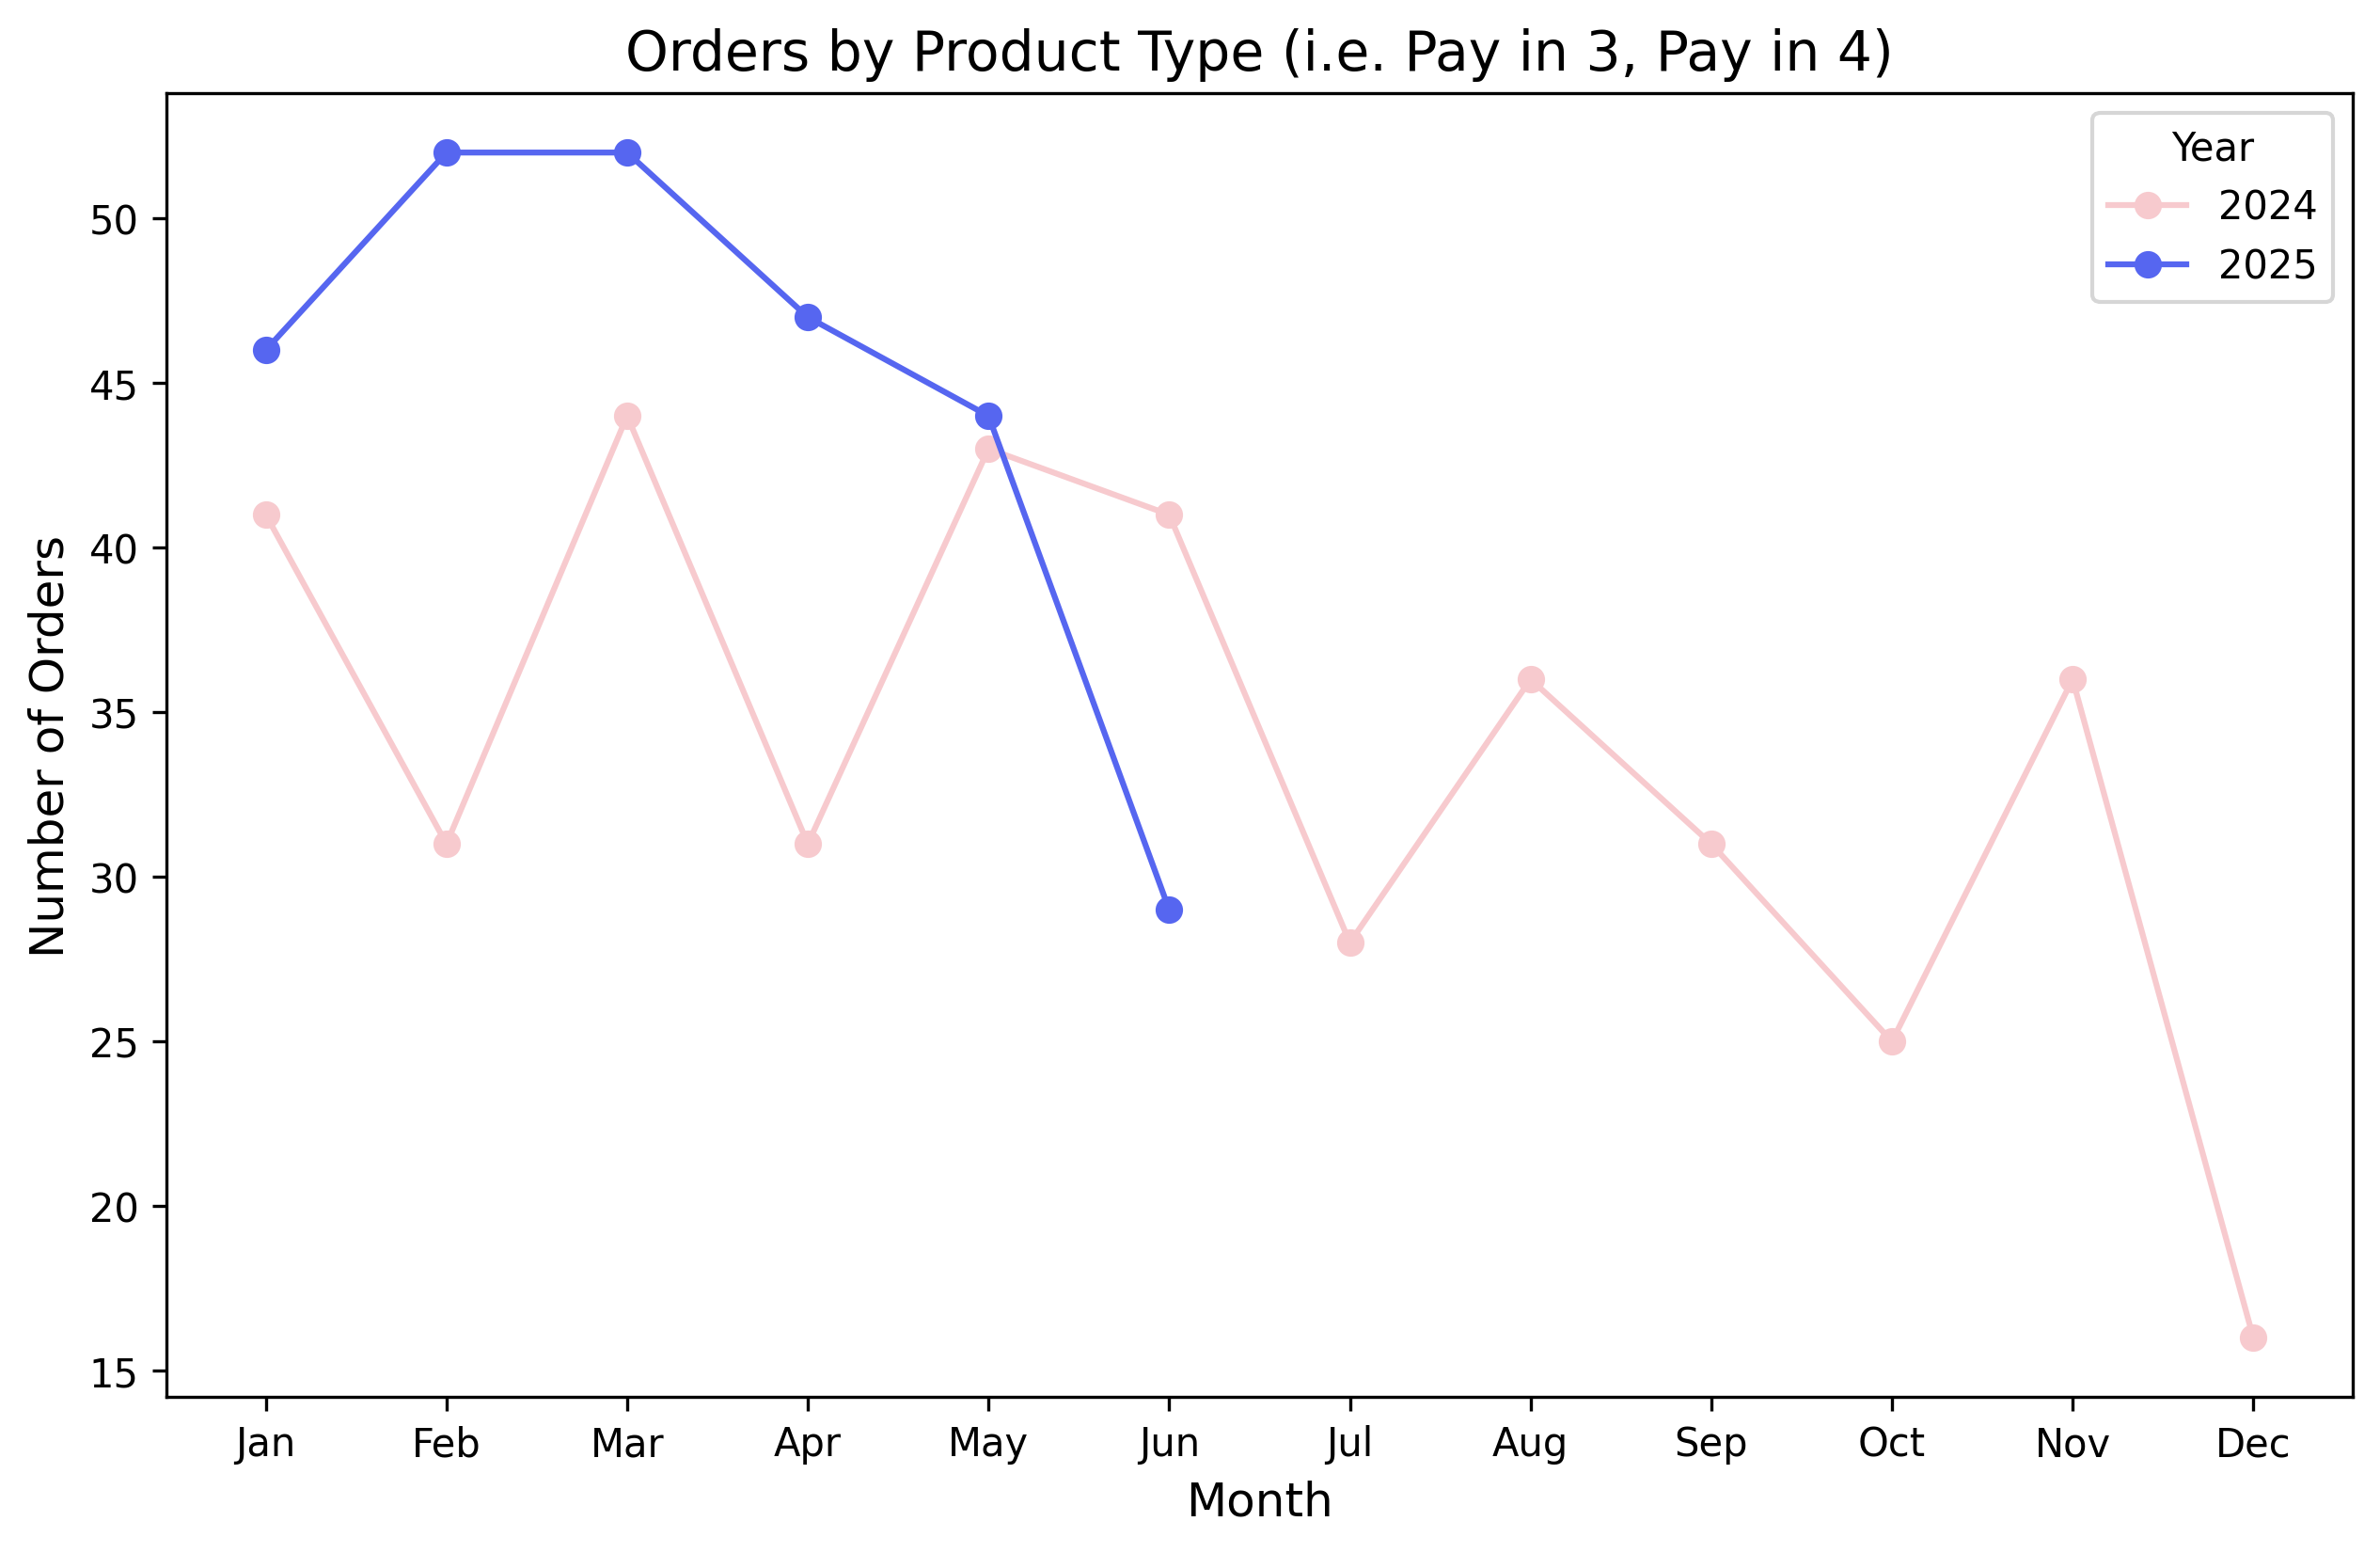 Orders by Product Type (i.e. Pay in 3, Pay in 4)
Year
2024
2025
50
45
40
35
30
25
20
15
Number of Orders
Jan Feb Mar Apr May Jun Jul Aug Sep Oct Nov Dec
Month